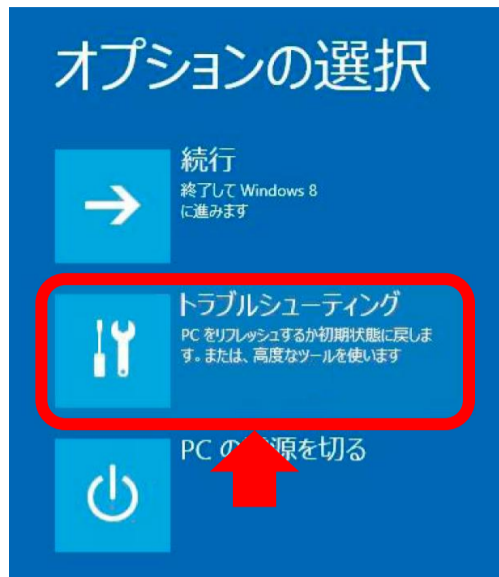 オプションの選択
続行
終了して Windows 8
に進みます
トラブルシューティング
PC をリフレッシュするか初期状態に戻しま
す。または、高度なツールを使います
PC の電源を切る